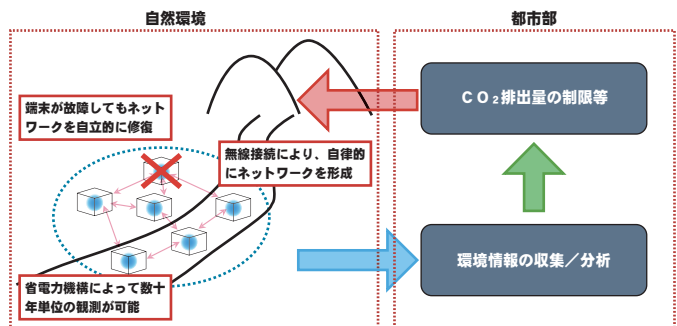 自然環境
都市部
端末が故障してもネット
ワークを自立的に修復
無線接続により、自律的
にネットワークを形成
省電力機構によって数十
年単位の観測が可能
ＣＯ₂排出量の制限等
環境情報の収集／分析